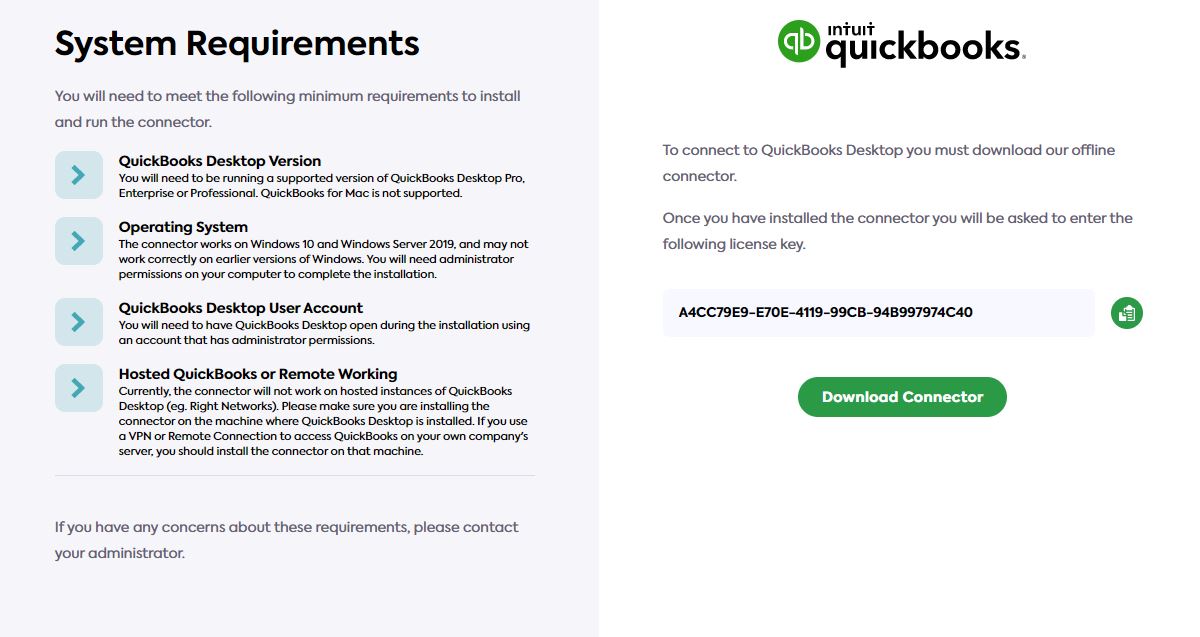 System Requirements
You will need to meet the following minimum requirements to install
and run the connector.
QuickBooks Desktop Version
You will need to be running a supported version of QuickBooks Desktop Pro,
Enterprise or Professional. QuickBooks for Mac is not supported.
Operating System
The connector works on Windows 10 and Windows Server 2019, and may not
work correctly on earlier versions of Windows. You will need administrator
permissions on your computer to complete the installation.
QuickBooks Desktop User Account
You will need to have QuickBooks Desktop open during the installation using
an account that has administrator permissions.
Hosted QuickBooks or Remote Working
Currently, the connector will not work on hosted instances of QuickBooks
Desktop (eg. Right Networks). Please make sure you are installing the
connector on the machine where QuickBooks Desktop is installed. If you use
a VPN or Remote Connection to access QuickBooks on your own company's
server, you should install the connector on that machine.
If you have any concerns about these requirements, please contact
your administrator.
qb
intuit
quickbooks®
To connect to QuickBooks Desktop you must download our offline
connector.
Once you have installed the connector you will be asked to enter the
following license key.
A4CC79E9-E70E-4119-99CB-94B997974C40
Download Connector